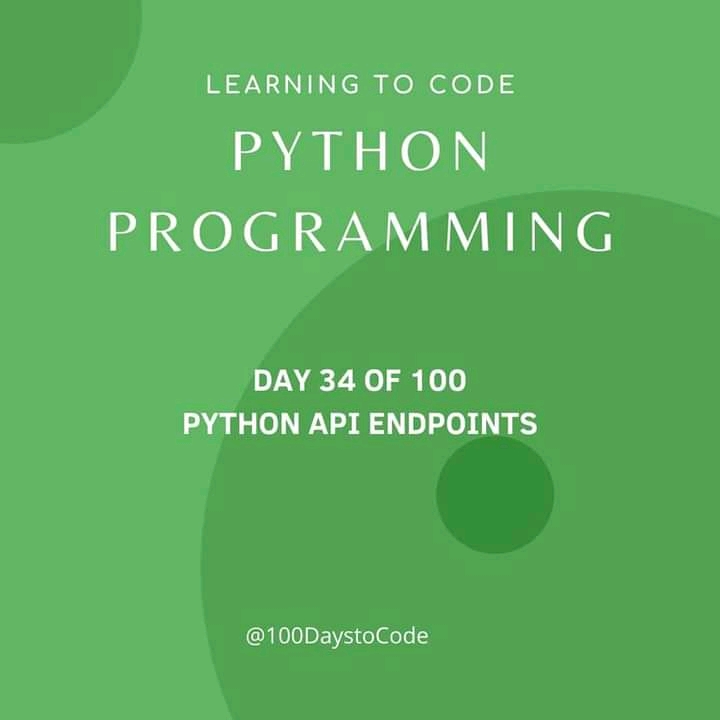 LEARNING TO CODE
PYTHON
PROGRAMMING
DAY 34 OF 100
PYTHON API ENDPOINTS
@100DaystoCode